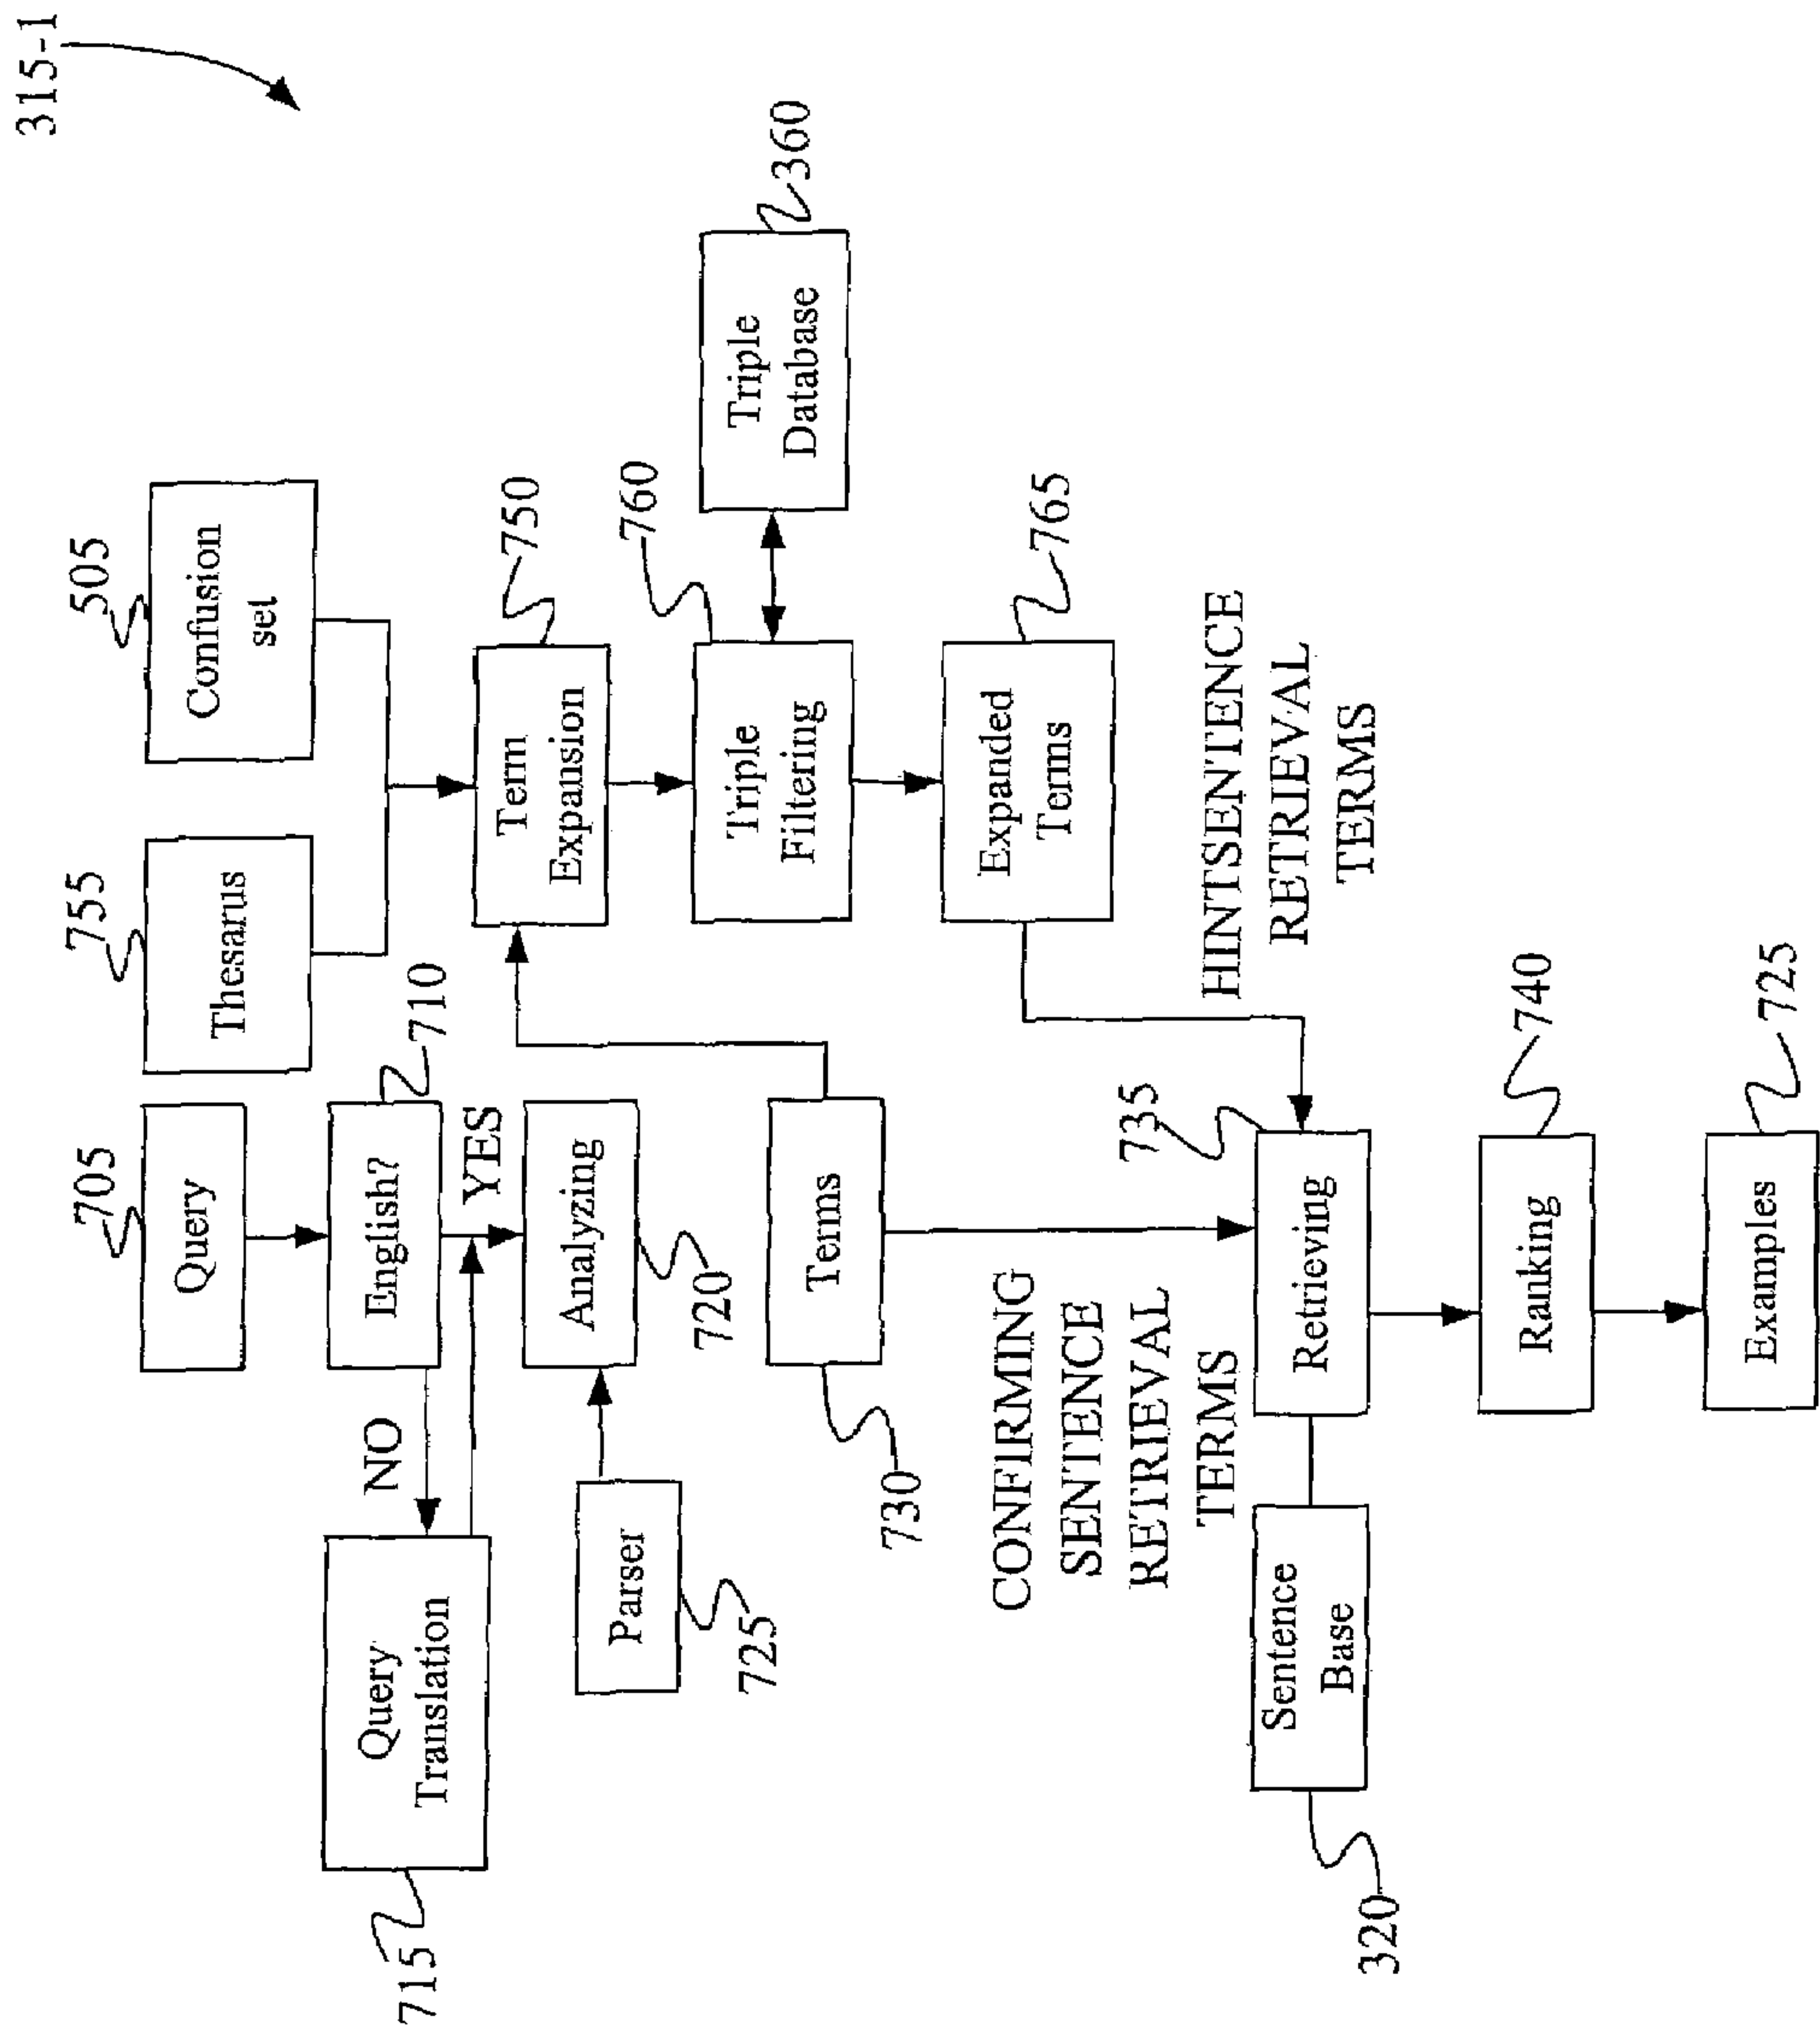 315-1
505
755
Confusion
set
Thesarus
705
Query
710
English?
YES
NO
Query
Translation
715
750
Term
Expansion
Analyzing
720
Parser
725
760
Triple
Filtering
Triple
Database
360
Terms
730
765
Expanded
Terms
CONFIRMING
SENTENCE
RETRIEVAL
TERMS
HINTSENTENCE
RETRIEVAL
TERMS
735
Retrieving
Sentence
Base
320
740
Ranking
725
Examples